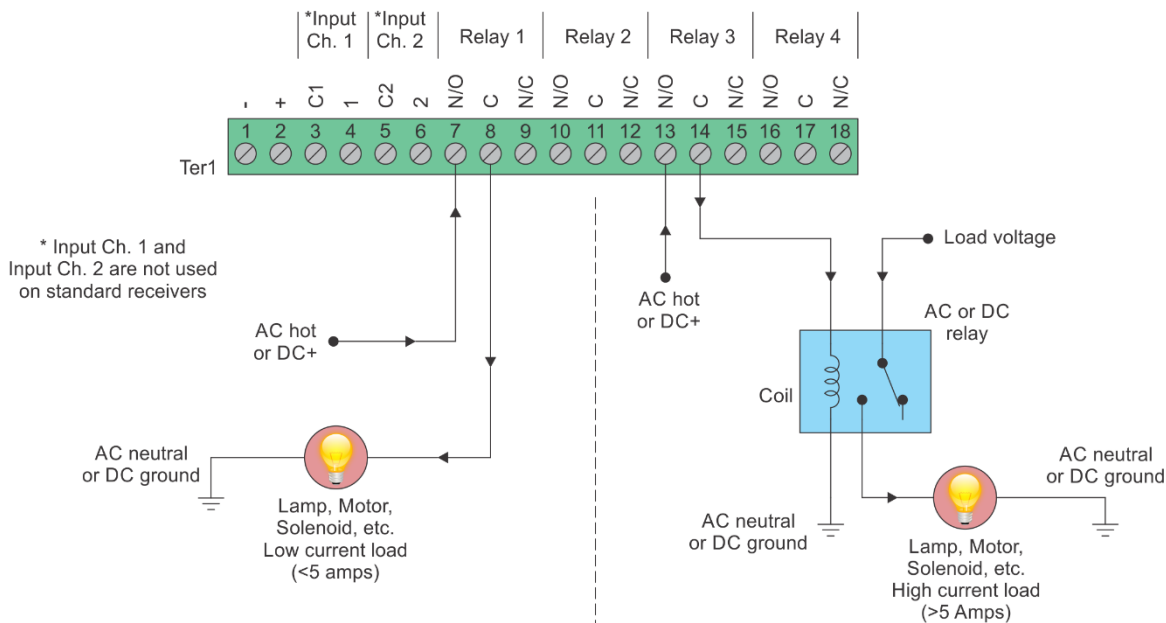 *Input
Ch. 1
*Input
Ch. 2
Relay 1
Relay 2
Relay 3
Relay 4
- + C1 1 C2 2 N/O C N/C N/O C N/C N/O C N/C N/O C N/C
1 2 3 4 5 6 7 8 9 10 11 12 13 14 15 16 17 18
Ter1
* Input Ch. 1 and
Input Ch. 2 are not used
on standard receivers
AC hot
or DC+
AC neutral
or DC ground
Lamp, Motor,
Solenoid, etc.
Low current load
(<5 amps)
AC hot
or DC+
Load voltage
AC or DC
relay
Coil
AC neutral
or DC ground
AC neutral
or DC ground
Lamp, Motor,
Solenoid, etc.
High current load
(>5 Amps)